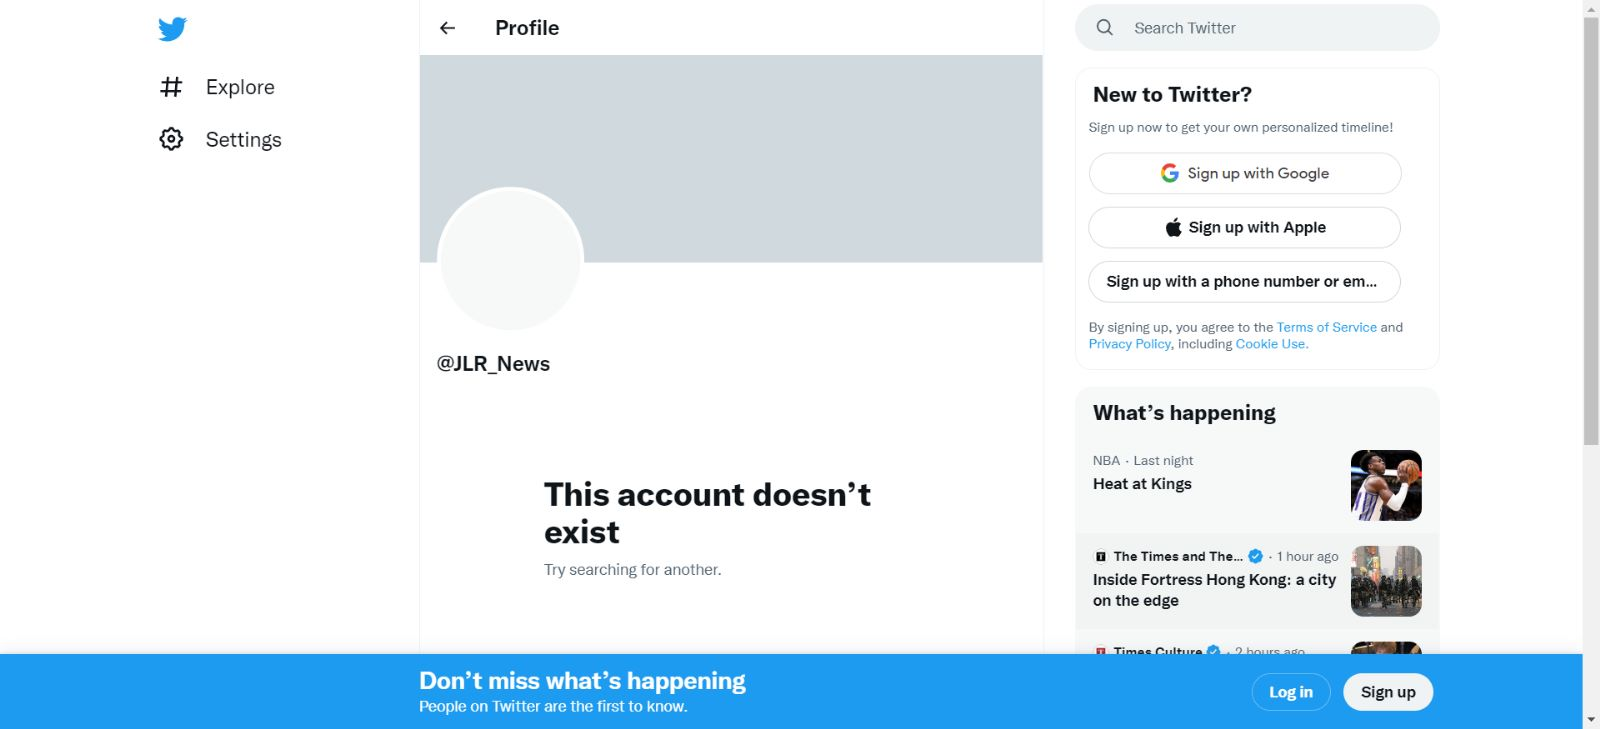 Explore
Settings
Profile
@JLR_News
This account doesn’t
exist
Try searching for another.
Search Twitter
New to Twitter?
Sign up now to get your own personalized timeline!
Sign up with Google
Sign up with Apple
Sign up with a phone number or em...
By signing up, you agree to the Terms of Service and
Privacy Policy, including Cookie Use.
What’s happening
NBA · Last night
Heat at Kings
The Times and The... · 1 hour ago
Inside Fortress Hong Kong: a city
on the edge
Times Culture · 2 hours ago
Don’t miss what’s happening
People on Twitter are the first to know.
Log in
Sign up